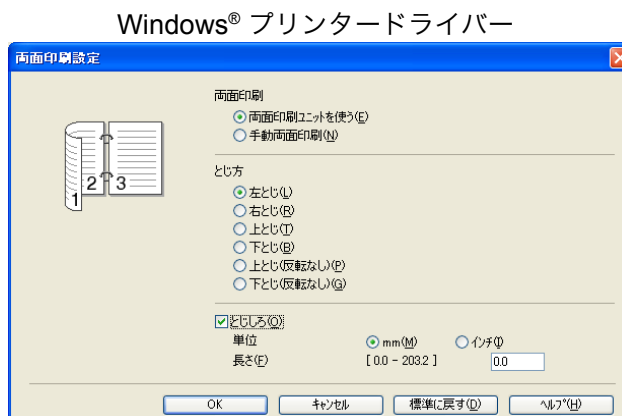 Windows® プリンタードライバー
両面印刷設定
両面印刷
両面印刷ユニットを使う(E)
手動両面印刷(N)
1 2 3
とじ方
左とじ(L)
右とじ(R)
上とじ(T)
下とじ(B)
上とじ(反転なし)(P)
下とじ(反転なし)(G)
とじしろ(O)
単位 mm(M) インチ(I)
長さ(F) [ 0.0 - 203.2 ] 0.0
OK キャンセル 標準に戻す(D) ヘルプ(H)